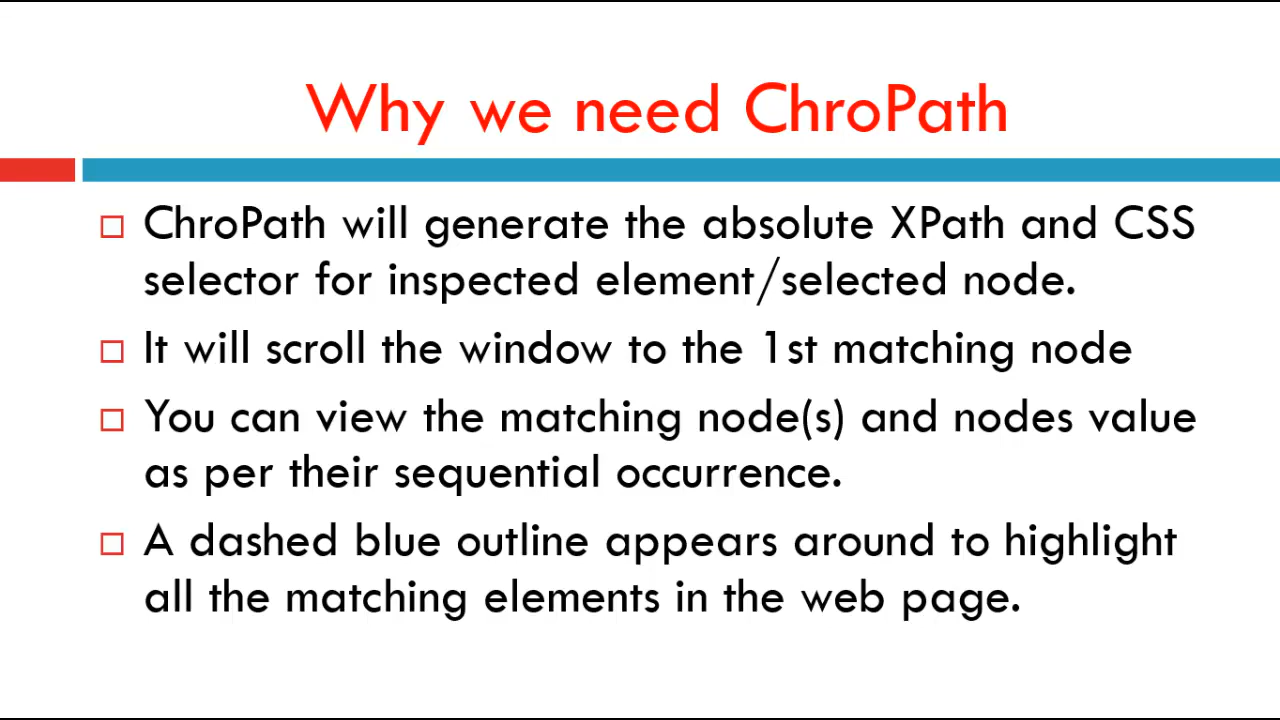 Why we need ChroPath
ChroPath will generate the absolute XPath and CSS
selector for inspected element/selected node.
It will scroll the window to the 1st matching node
You can view the matching node(s) and nodes value
as per their sequential occurrence.
A dashed blue outline appears around to highlight
all the matching elements in the web page.